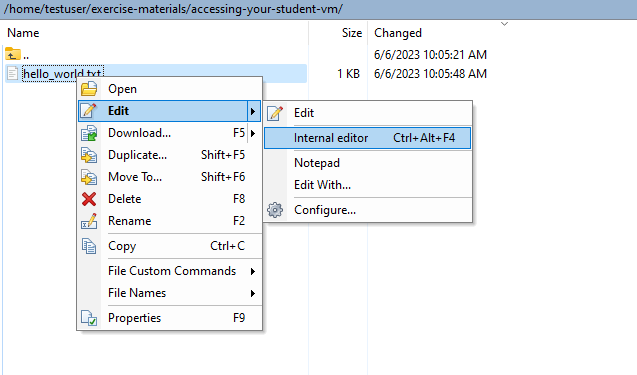 /home/testuser/exercise-materials/accessing-your-student-vm/
Name Size Changed
.. 6/6/2023 10:05:21 AM
hello_world.txt 1 KB 6/6/2023 10:05:48 AM
Open
Edit
Download... F5
Duplicate... Shift+F5
Move To... Shift+F6
Delete F8
Rename F2
Copy Ctrl+C
File Custom Commands
File Names
Properties F9
Edit
Internal editor Ctrl+Alt+F4
Notepad
Edit With...
Configure...